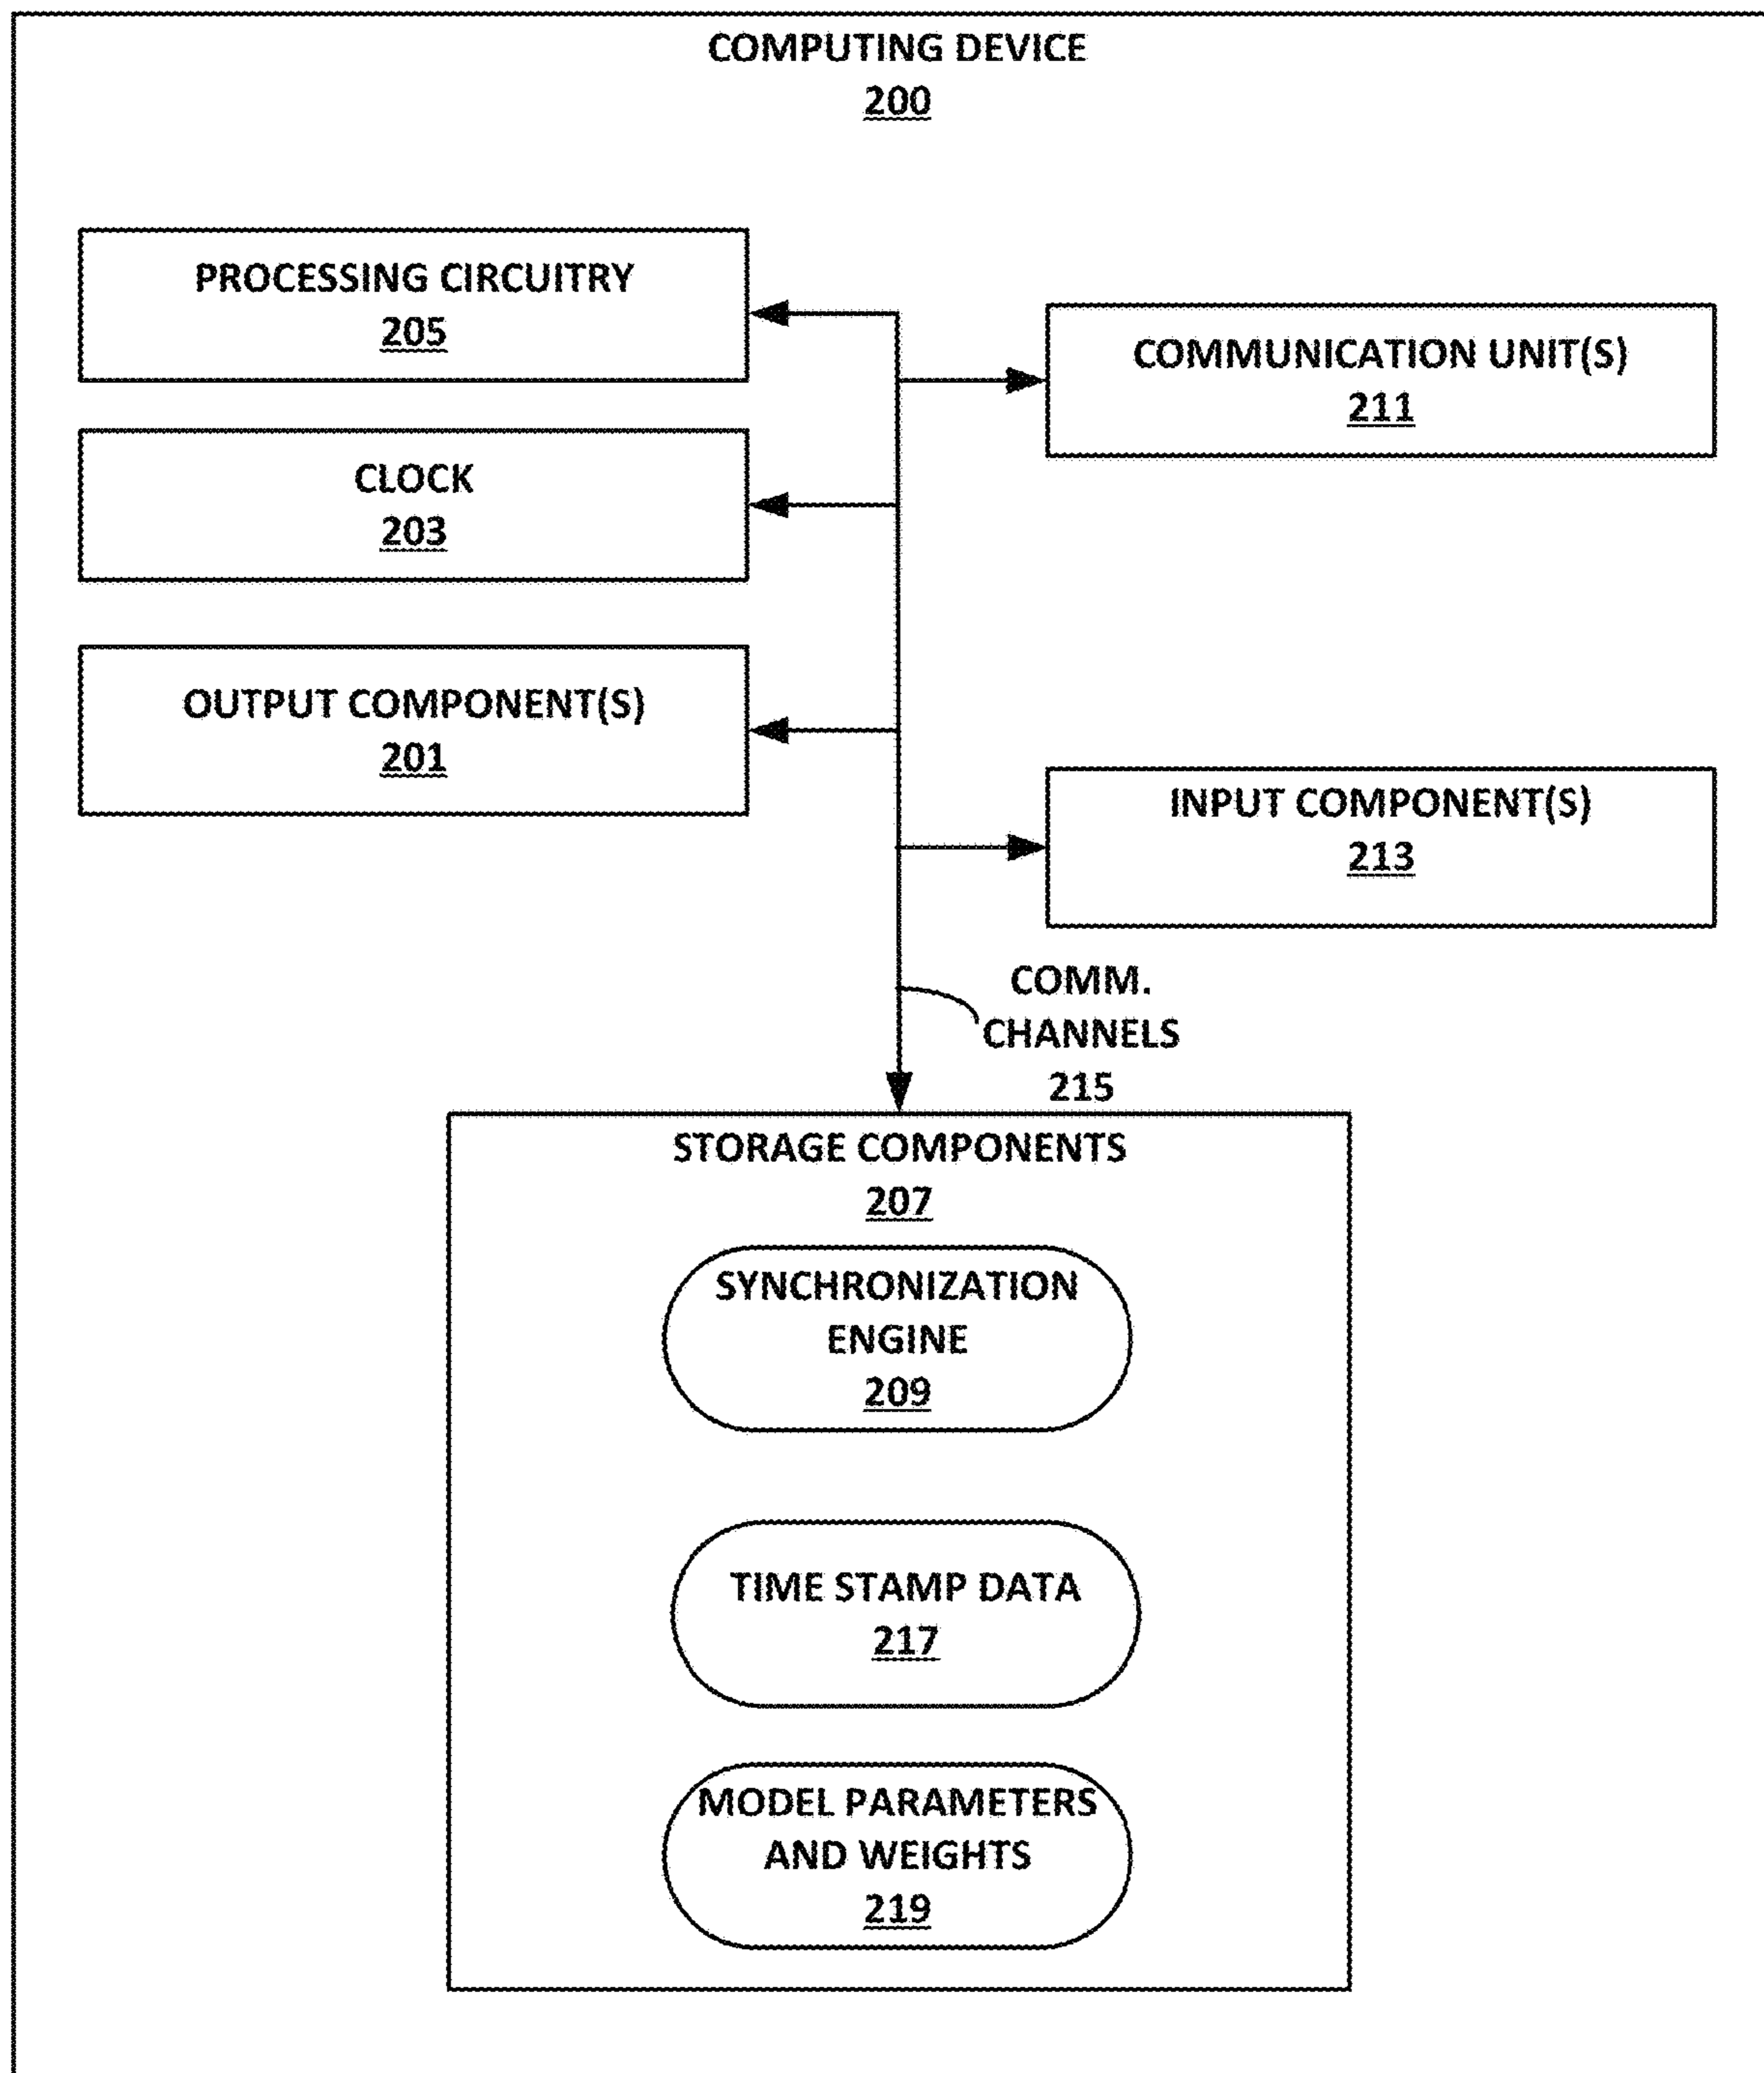 COMPUTING DEVICE
200
PROCESSING CIRCUITRY
205
COMMUNICATION UNIT(S)
211
CLOCK
203
OUTPUT COMPONENT(S)
201
INPUT COMPONENT(S)
213
COMM.
CHANNELS
215
STORAGE COMPONENTS
207
SYNCHRONIZATION
ENGINE
209
TIME STAMP DATA
217
MODEL PARAMETERS
AND WEIGHTS
219